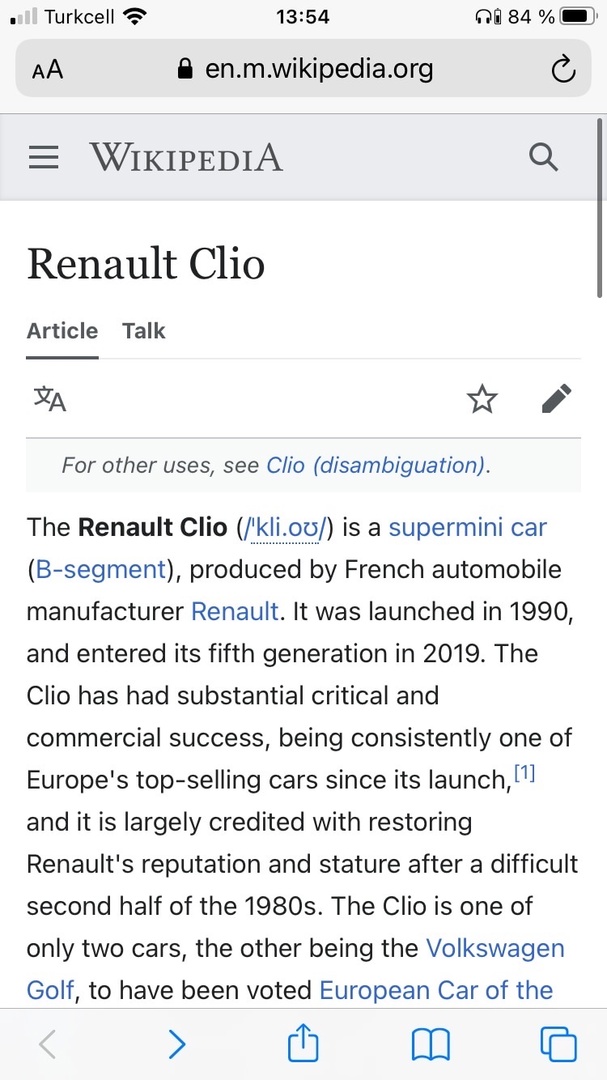 Turkcell 13:54 84 %
AA en.m.wikipedia.org
WIKIPEDIA
Renault Clio
Article Talk
文A
For other uses, see Clio (disambiguation).
The Renault Clio (/ˈkli.oʊ/) is a supermini car
(B-segment), produced by French automobile
manufacturer Renault. It was launched in 1990,
and entered its fifth generation in 2019. The
Clio has had substantial critical and
commercial success, being consistently one of
Europe's top-selling cars since its launch,[1]
and it is largely credited with restoring
Renault's reputation and stature after a difficult
second half of the 1980s. The Clio is one of
only two cars, the other being the Volkswagen
Golf, to have been voted European Car of the